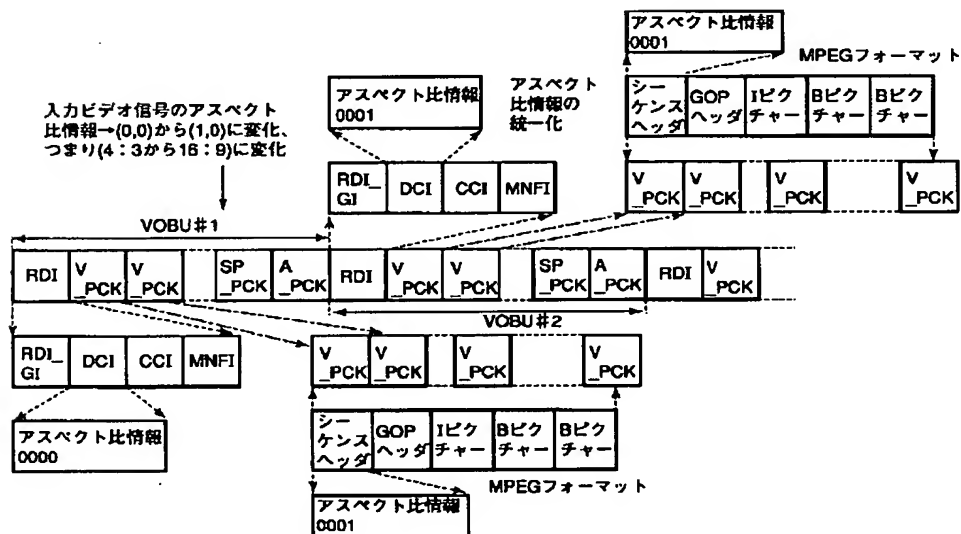 アスペクト比情報
0001
MPEGフォーマット
シー
ケンス
ヘッダ
GOP
ヘッダ
Iピク
チャー
Bピク
チャー
Bピク
チャー
アスペクト比情報
0001
アスペクト
比情報の
統一化
入力ビデオ信号のアスペクト
比情報→(0,0)から(1,0)に変化、
つまり(4:3から16:9)に変化
RDI_
GI
DCI
CCI
MNFI
V
_PCK
V
_PCK
V
_PCK
V
_PCK
VOBU#1
RDI
V
_PCK
V
_PCK
SP
_PCK
A
_PCK
RDI
V
_PCK
V
_PCK
SP
_PCK
A
_PCK
RDI
V
_PCK
VOBU#2
RDI_
GI
DCI
CCI
MNFI
V
_PCK
V
_PCK
V
_PCK
V
_PCK
アスペクト比情報
0000
シー
ケンス
ヘッダ
GOP
ヘッダ
Iピク
チャー
Bピク
チャー
Bピク
チャー
MPEGフォーマット
アスペクト比情報
0001